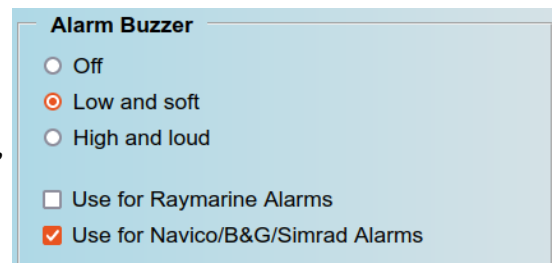 Alarm Buzzer
Off
Low and soft
High and loud
Use for Raymarine Alarms
Use for Navico/B&G/Simrad Alarms